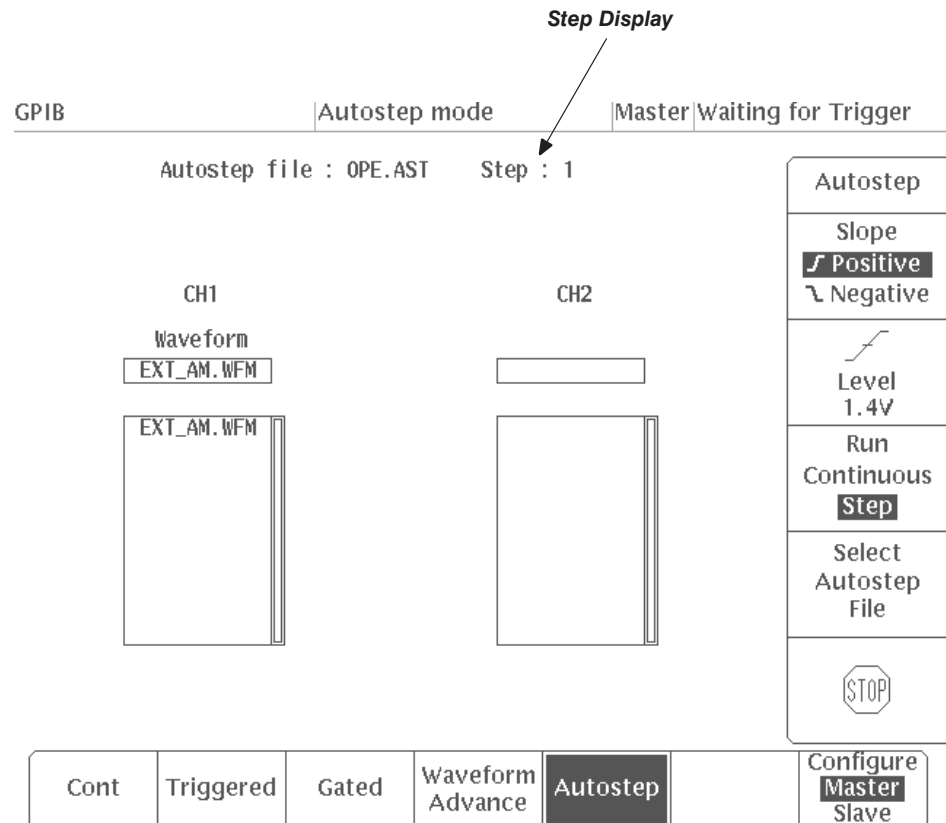 Step Display
GPIB Autostep mode Master Waiting for Trigger
Autostep file : OPE.AST Step : 1
CH1 CH2
Waveform
EXT_AM.WFM
EXT_AM.WFM
Autostep
Slope
Positive
Negative
Level
1.4V
Run
Continuous
Step
Select
Autostep
File
STOP
Cont Triggered Gated Waveform Advance Autostep
Configure
Master
Slave